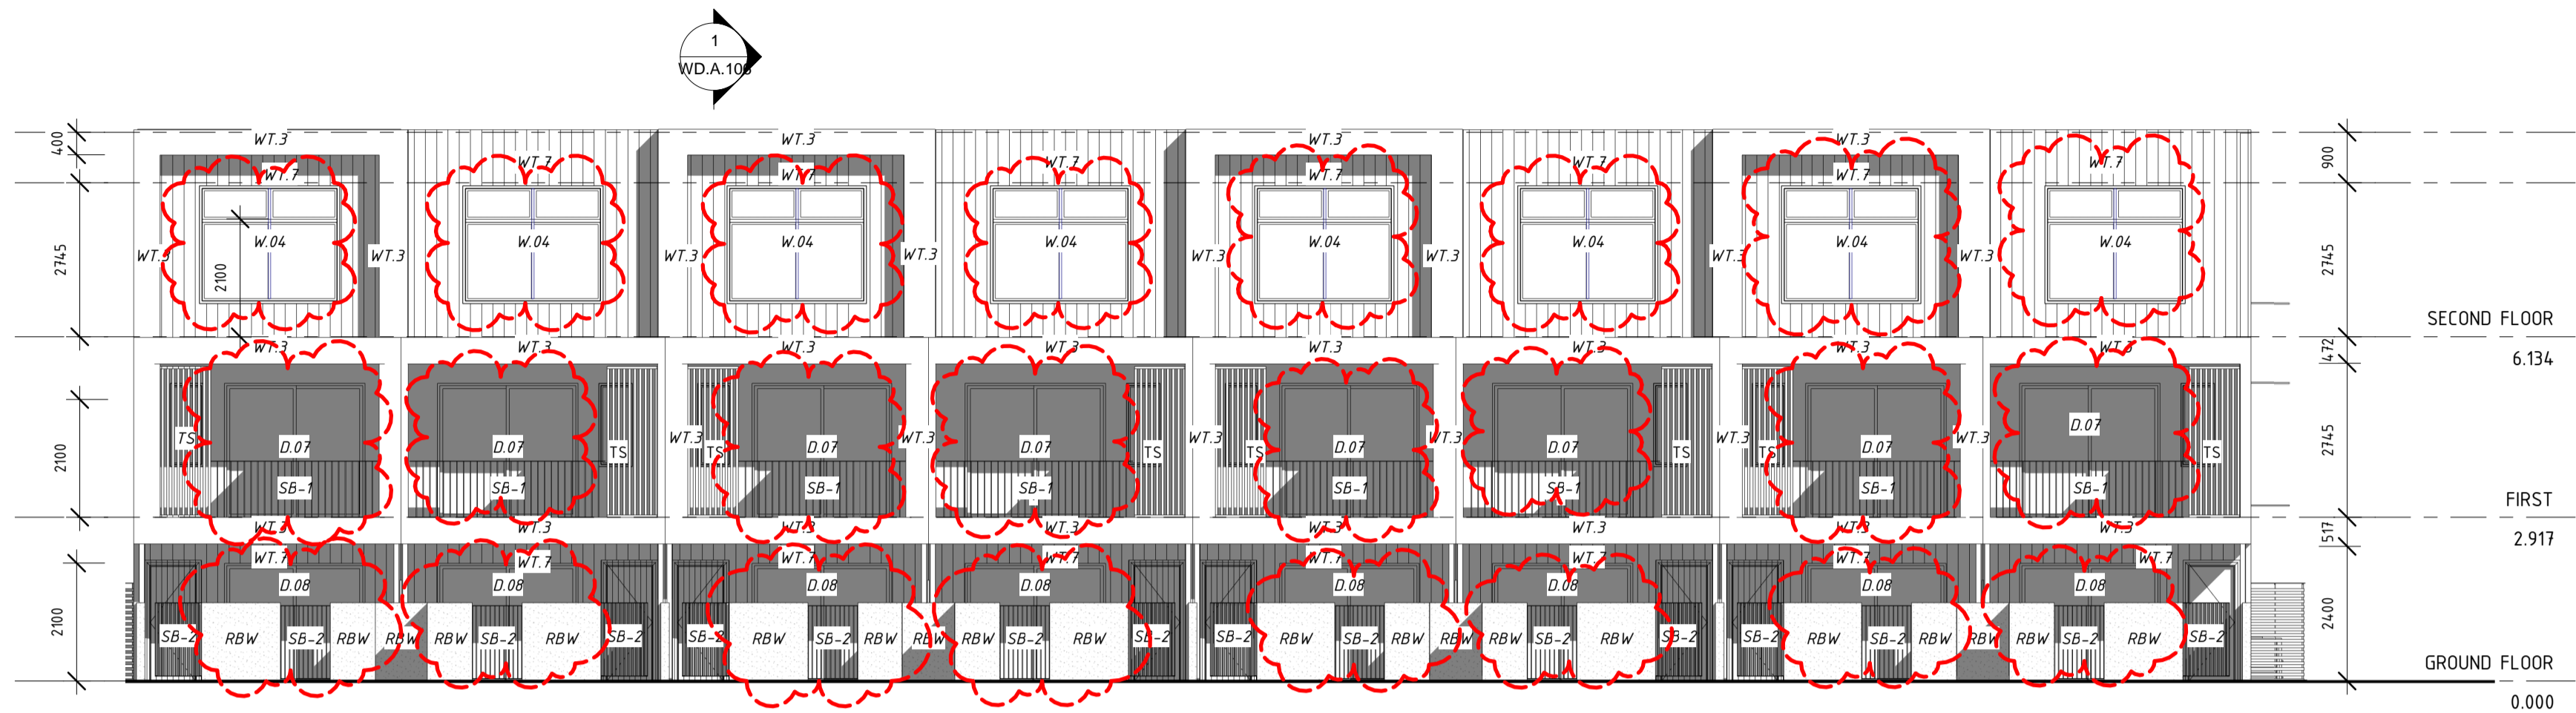 1
WD.A.106
400
WT.3
WT.3
WT.3
WT.3
900
WT.7
WT.7
WT.7
WT.7
WT.7
WT.7
WT.7
WT.7
2745
WT.3
2100
W.04
WT.3
W.04
WT.3
W.04
WT.3
W.04
WT.3
W.04
WT.3
W.04
WT.3
W.04
WT.3
W.04
2745
SECOND FLOOR
6.134
WT.3
WT.3
WT.3
WT.3
WT.3
WT.3
WT.3
WT.3
472
2100
TS
D.07
D.07
TS
WT.3
TS
D.07
WT.3
D.07
TS
WT.3
TS
D.07
WT.3
D.07
TS
WT.3
TS
D.07
WT.3
D.07
TS
2745
SB-1
SB-1
SB-1
SB-1
SB-1
SB-1
SB-1
SB-1
FIRST
2.917
WT.3
WT.3
WT.3
WT.3
WT.3
WT.3
WT.3
WT.3
517
WT.7
WT.7
WT.7
WT.7
WT.7
WT.7
WT.7
WT.7
D.08
D.08
D.08
D.08
D.08
D.08
D.08
D.08
2100
SB-2
RBW
SB-2
RBW
RBW
RBW
SB-2
RBW
SB-2
SB-2
RBW
SB-2
RBW
RBW
RBW
SB-2
RBW
SB-2
SB-2
RBW
SB-2
RBW
RBW
RBW
SB-2
RBW
SB-2
SB-2
RBW
SB-2
RBW
RBW
RBW
SB-2
RBW
SB-2
2400
GROUND FLOOR
0.000